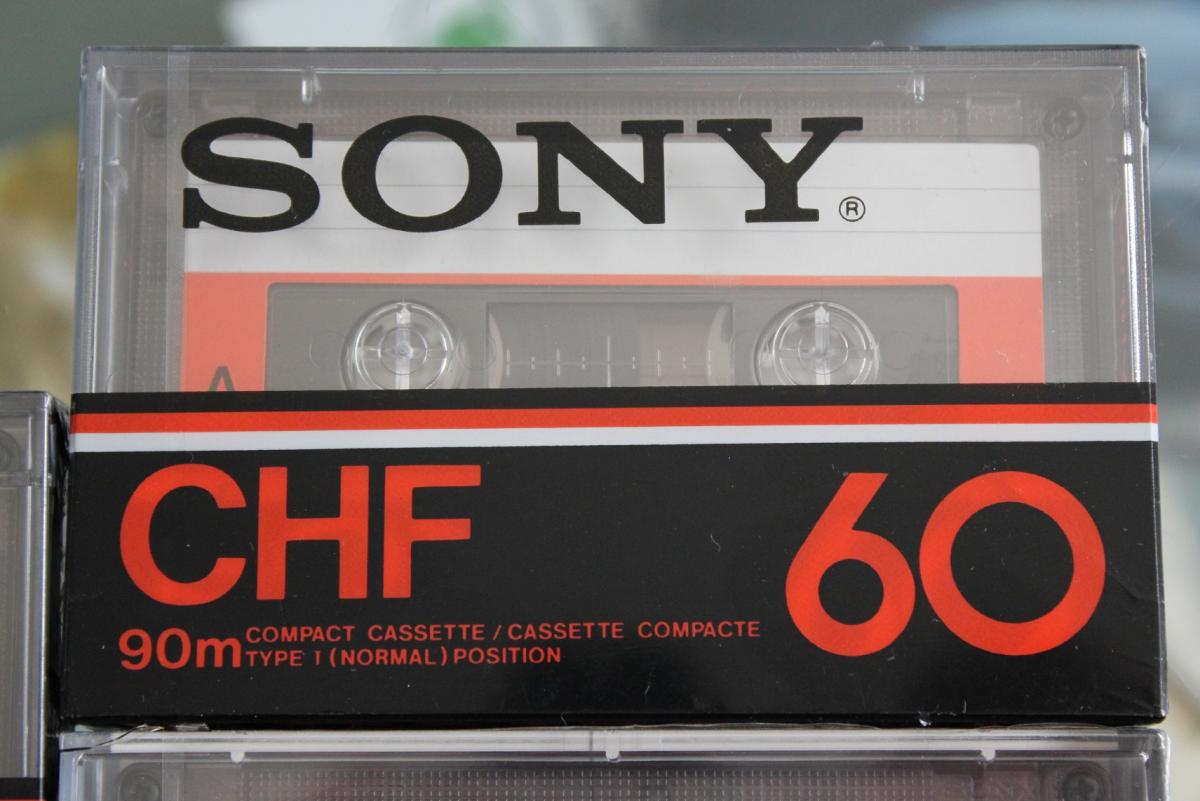 SONY®
A
CHF 60
90m COMPACT CASSETTE / CASSETTE COMPACTE
TYPE I (NORMAL) POSITION